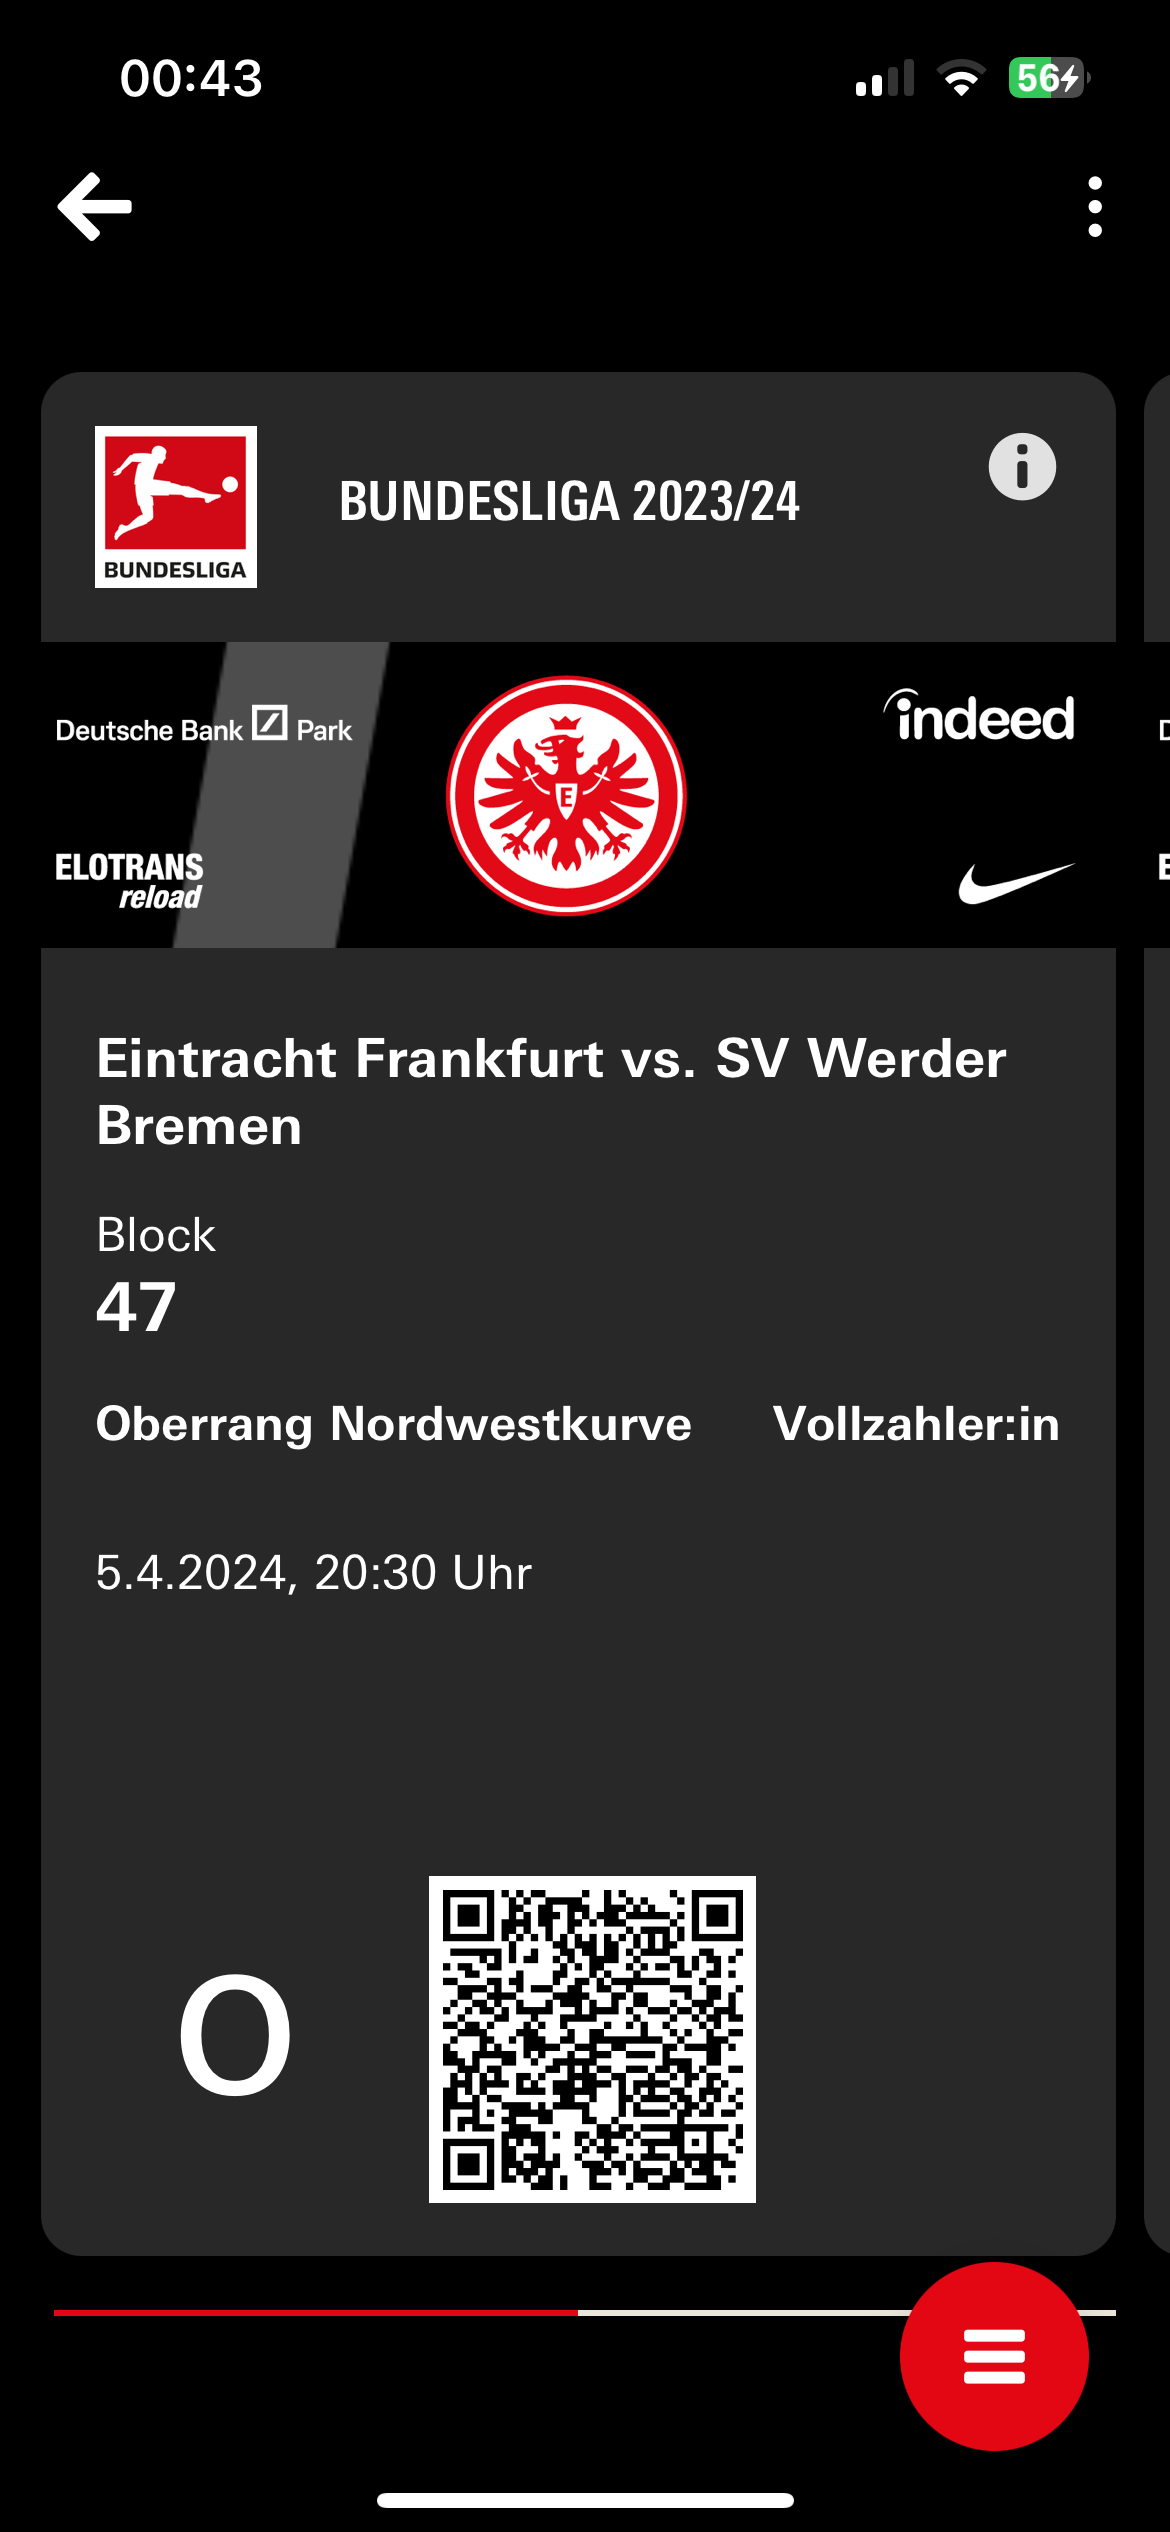 00:43
56
BUNDESLIGA
BUNDESLIGA 2023/24
Deutsche Bank Park
indeed
E
ELOTRANS
reload
Eintracht Frankfurt vs. SV Werder
Bremen
Block
47
Oberrang Nordwestkurve Vollzahler:in
5.4.2024, 20:30 Uhr
O